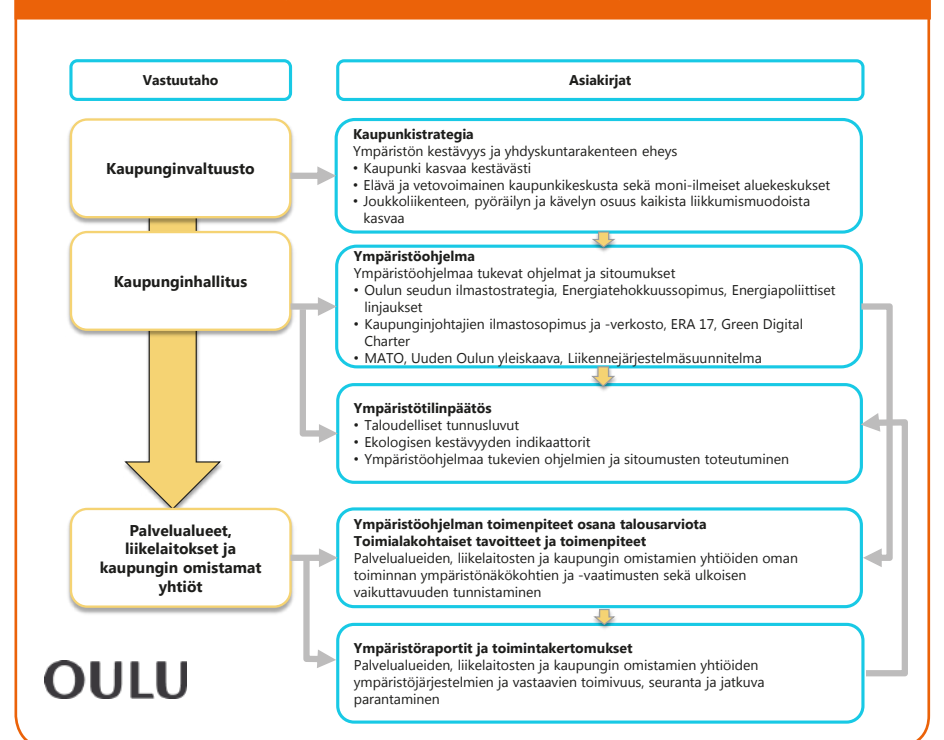 Vastuutaho
Asiakirjat
Kaupunginvaltuusto
Kaupunkistrategia
Ympäristön kestävyys ja yhdyskuntarakenteen eheys
• Kaupunki kasvaa kestävästi
• Elävä ja vetovoimainen kaupunkikeskusta sekä moni-ilmeiset aluekeskukset
• Joukkoliikenteen, pyöräilyn ja kävelyn osuus kaikista liikkumismuodoista
kasvaa
Kaupunginhallitus
Ympäristöohjelma
Ympäristöohjelmaa tukevat ohjelmat ja sitoumukset
• Oulun seudun ilmastostrategia, Energiatehokkuussopimus, Energiapoliittiset
linjaukset
• Kaupunginjohtajien ilmastosopimus ja -verkosto, ERA 17, Green Digital
Charter
• MATO, Uuden Oulun yleiskaava, Liikennejärjestelmäsuunnitelma
Ympäristötilinpäätös
• Taloudelliset tunnusluvut
• Ekologisen kestävyyden indikaattorit
• Ympäristöohjelmaa tukevien ohjelmien ja sitoumusten toteutuminen
Palvelualueet,
liikelaitokset ja
kaupungin omistamat
yhtiöt
Ympäristöohjelman toimenpiteet osana talousarviota
Toimialakohtaiset tavoitteet ja toimenpiteet
Palvelualueiden, liikelaitosten ja kaupungin omistamien yhtiöiden oman
toiminnan ympäristönäkökohtien ja -vaatimusten sekä ulkoisen
vaikuttavuuden tunnistaminen
Ympäristöraportit ja toimintakertomukset
Palvelualueiden, liikelaitosten ja kaupungin omistamien yhtiöiden
ympäristöjärjestelmien ja vastaavien toimivuus, seuranta ja jatkuva
parantaminen
OULU